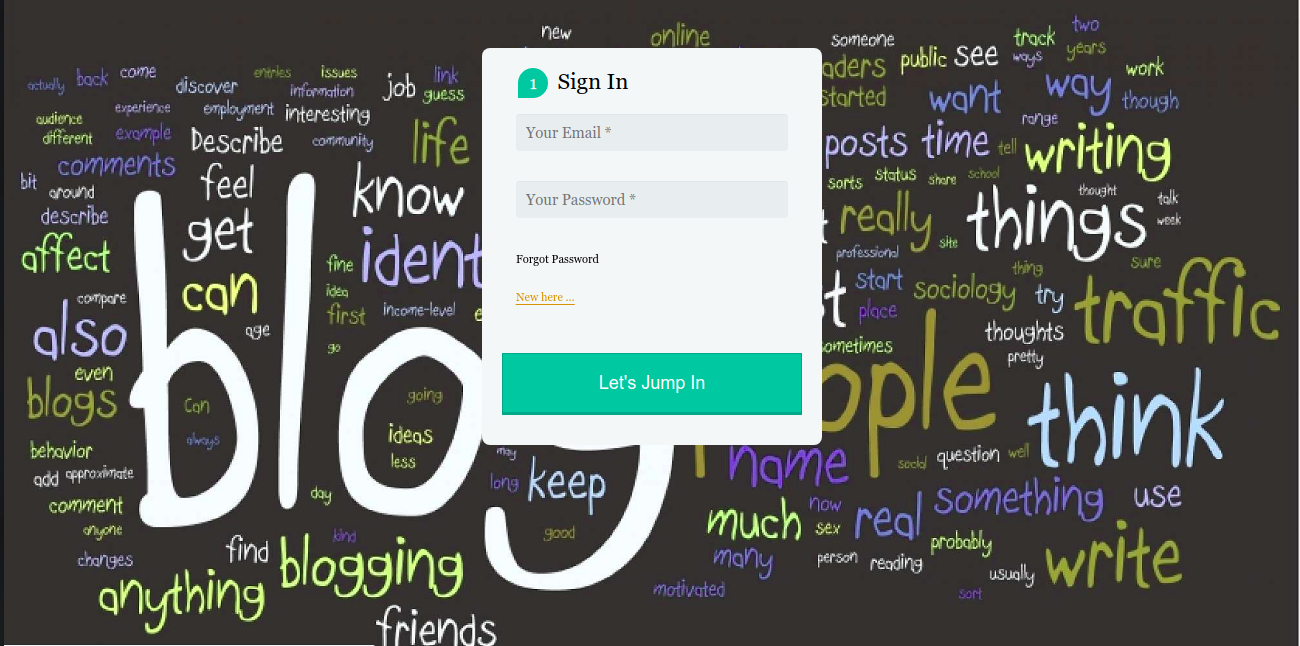 new
online
someone
public see
track
ways
two
years
work
aders
started
want
way
though
range
actually
back
come
discover
entries
issues
information
job
link
guess
audience
experience
employment
interesting
different
example
Describe
community
life
comments
feel
know
bit
around
describe
get
affect
can
fine
ident
idea
first
income-level
compare
also
age
go
even
blogs
Can
always
going
ideas
less
behavior
add approximate
comment
day
anyone
changes
find
kind
blogging
anything
friends
blog
1 Sign In
Your Email *
Your Password *
Forgot Password
New here ...
Let's Jump In
posts time
tell
writing
sorts
status
share
school
thought
talk
week
really
things
site
professional
thing
sure
start
sociology
try
traffic
place
thoughts
pretty
sometimes
ople
think
name
social
question
well
may
long
keep
good
much
now
sex
real
something
use
many
person
reading
probably
usually
write
motivated
sort